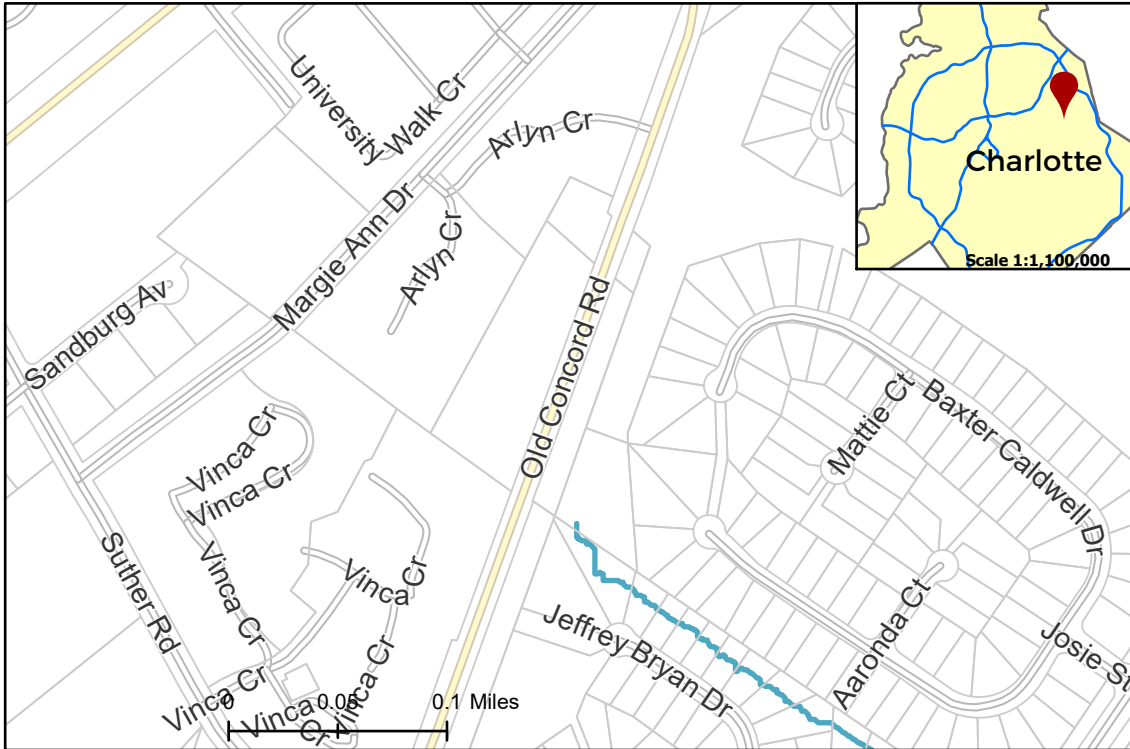 University
Walk Cr
Arlyn Cr
Charlotte
Scale 1:1,100,000
Margie Ann Dr
Arlyn Cr
Sandburg Av
Old Concord Rd
Baxter Caldwell Dr
Mattie Ct
Vinca Cr
Vinca Cr
Suther Rd
Vinca Cr
Vinca Cr
Jeffrey Bryan Dr
Aaronda Ct
Josie St
Vinca Cr
Vinca Cr
Vinca Cr
0 0.05 0.1 Miles